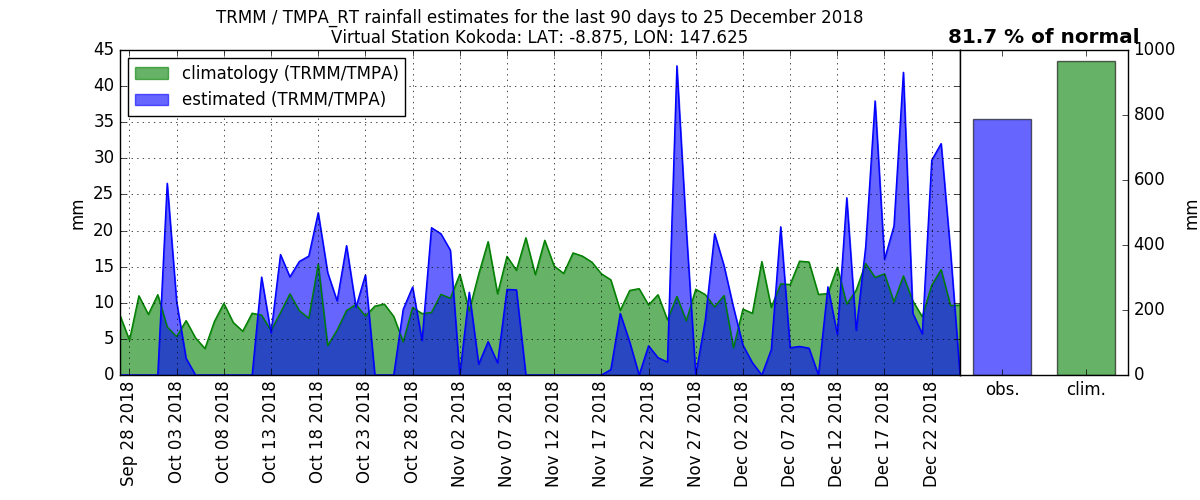 TRMM / TMPA_RT rainfall estimates for the last 90 days to 25 December 2018
Virtual Station Kokoda: LAT: -8.875, LON: 147.625
81.7 % of normal
climatology (TRMM/TMPA)
estimated (TRMM/TMPA)
mm
45
40
35
30
25
20
15
10
5
0
Sep 28 2018
Oct 03 2018
Oct 08 2018
Oct 13 2018
Oct 18 2018
Oct 23 2018
Oct 28 2018
Nov 02 2018
Nov 07 2018
Nov 12 2018
Nov 17 2018
Nov 22 2018
Nov 27 2018
Dec 02 2018
Dec 07 2018
Dec 12 2018
Dec 17 2018
Dec 22 2018
obs.
clim.
1000
800
600
400
200
0
mm